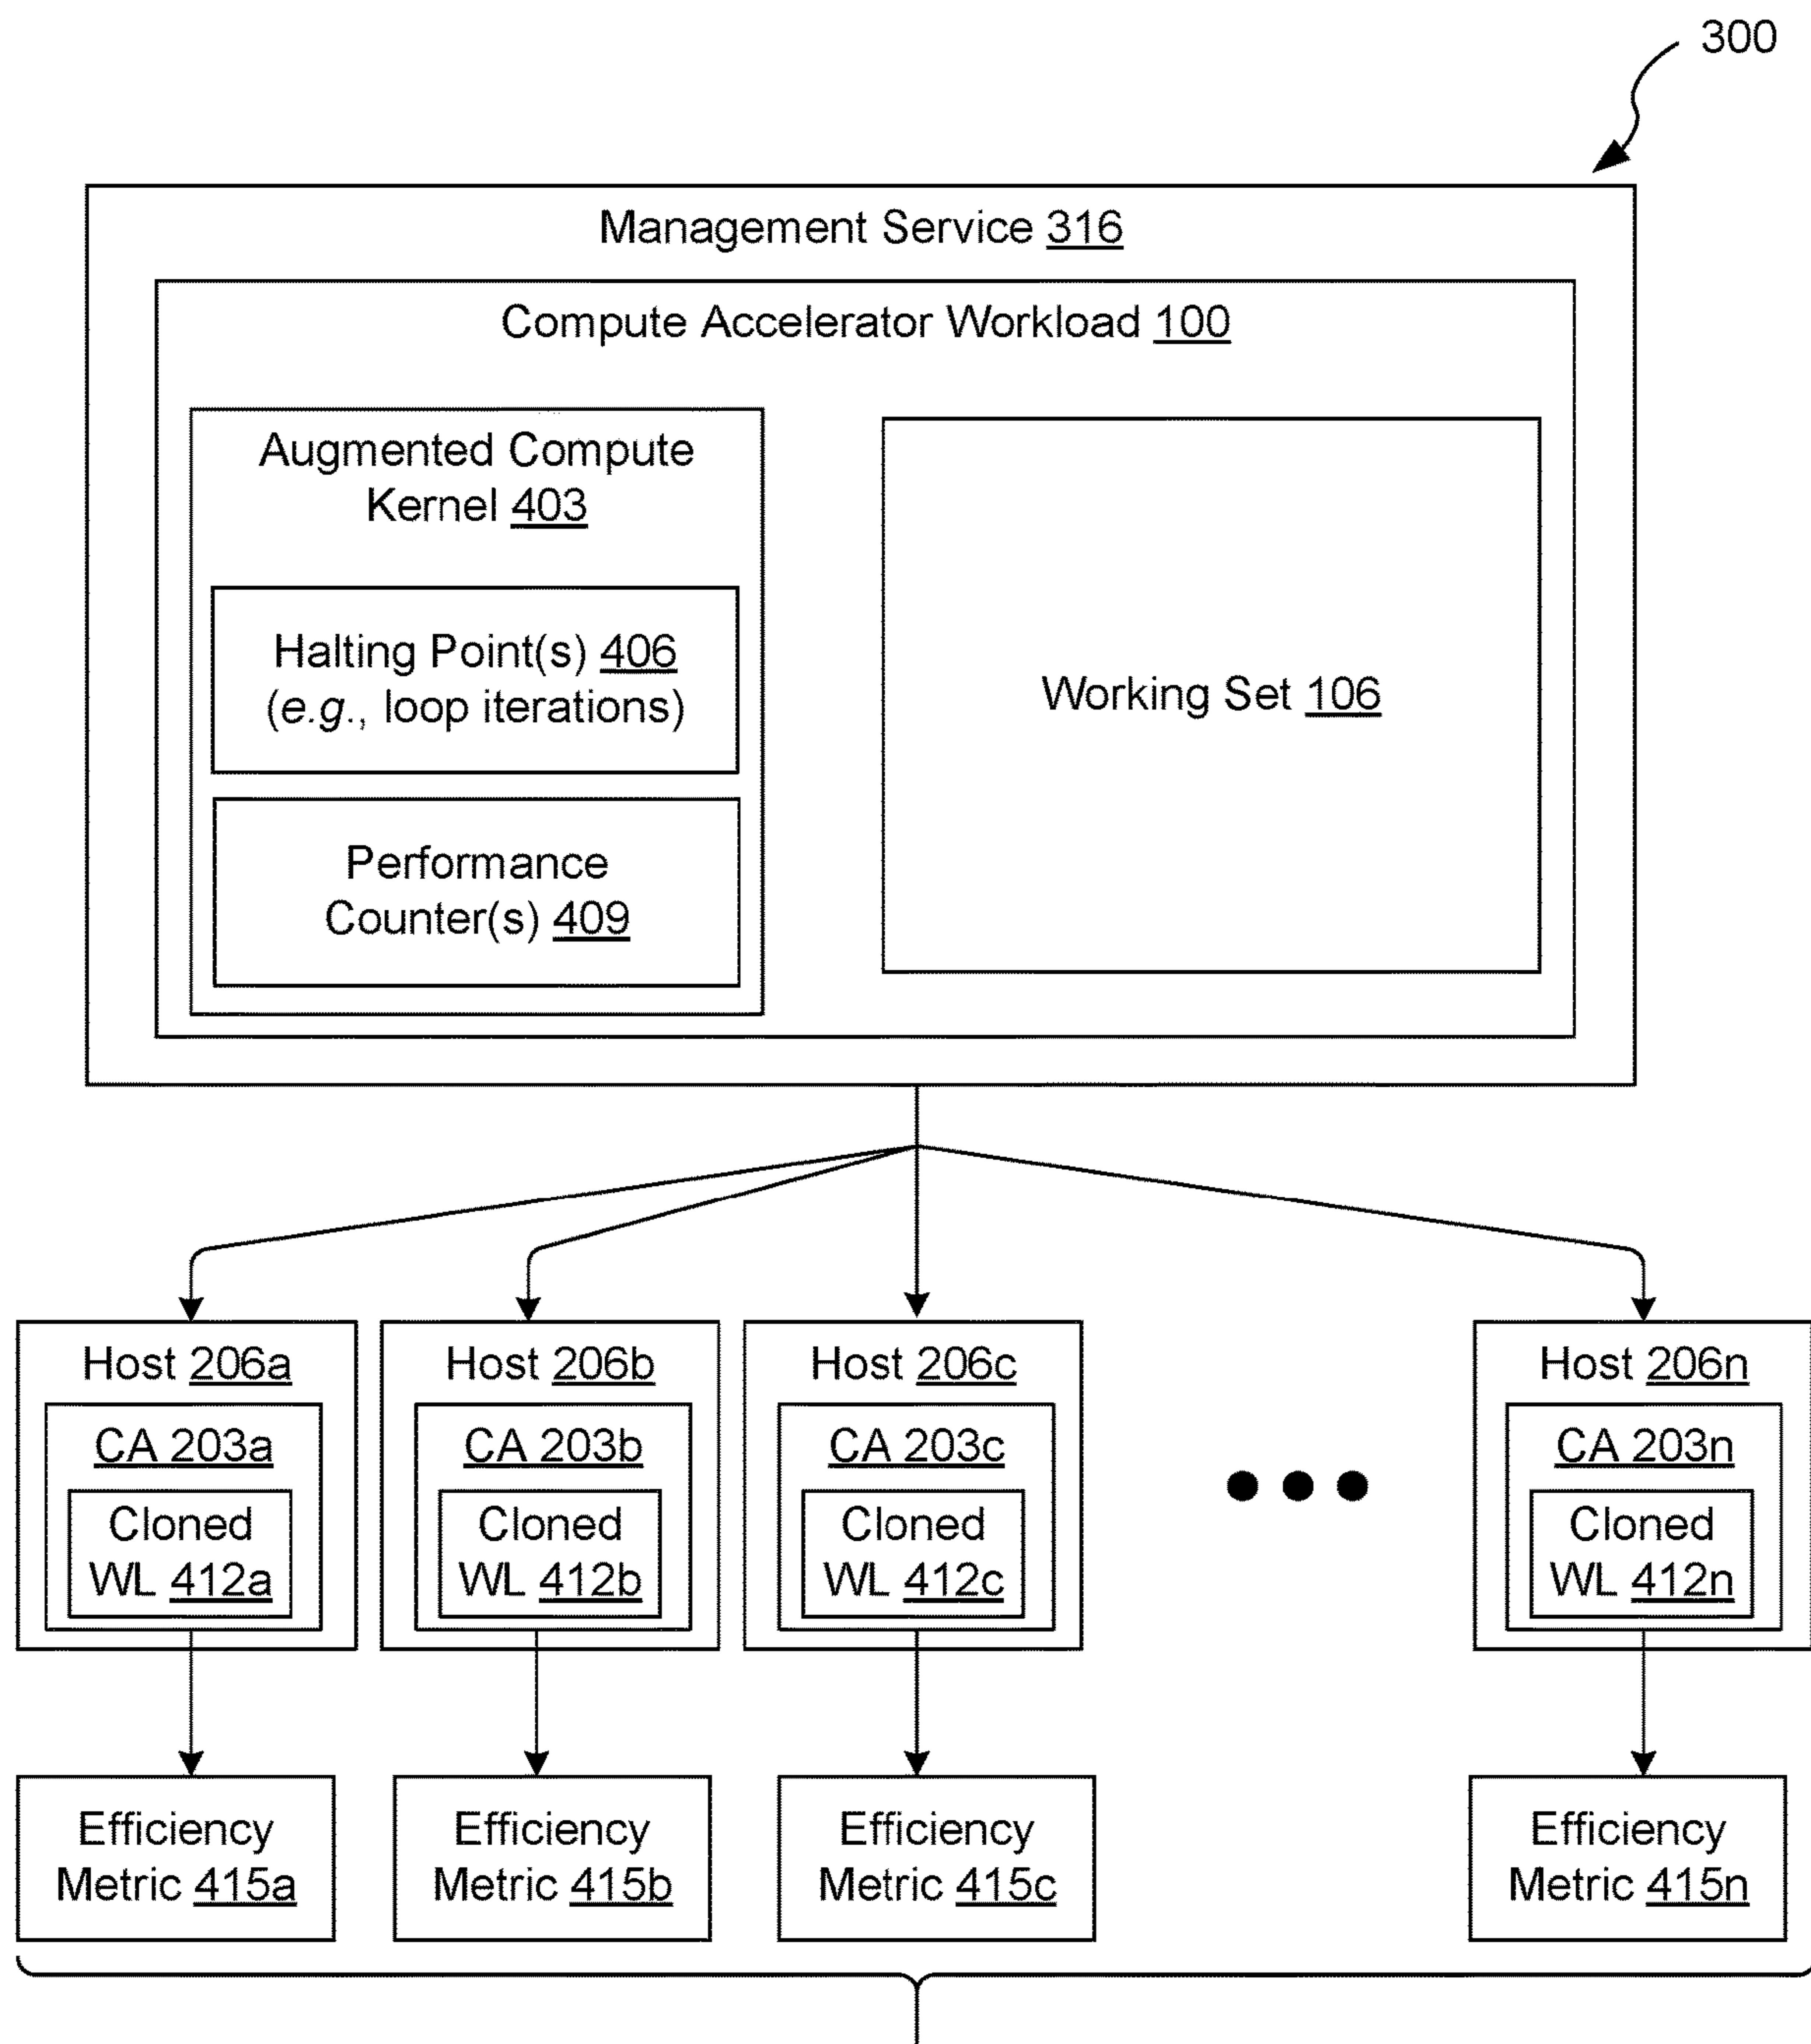 300
Management Service 316
Compute Accelerator Workload 100
Augmented Compute
Kernel 403
Halting Point(s) 406
(e.g., loop iterations)
Performance
Counter(s) 409
Working Set 106
Host 206a
CA 203a
Cloned
WL 412a
Host 206b
CA 203b
Cloned
WL 412b
Host 206c
CA 203c
Cloned
WL 412c
Host 206n
CA 203n
Cloned
WL 412n
Efficiency
Metric 415a
Efficiency
Metric 415b
Efficiency
Metric 415c
Efficiency
Metric 415n